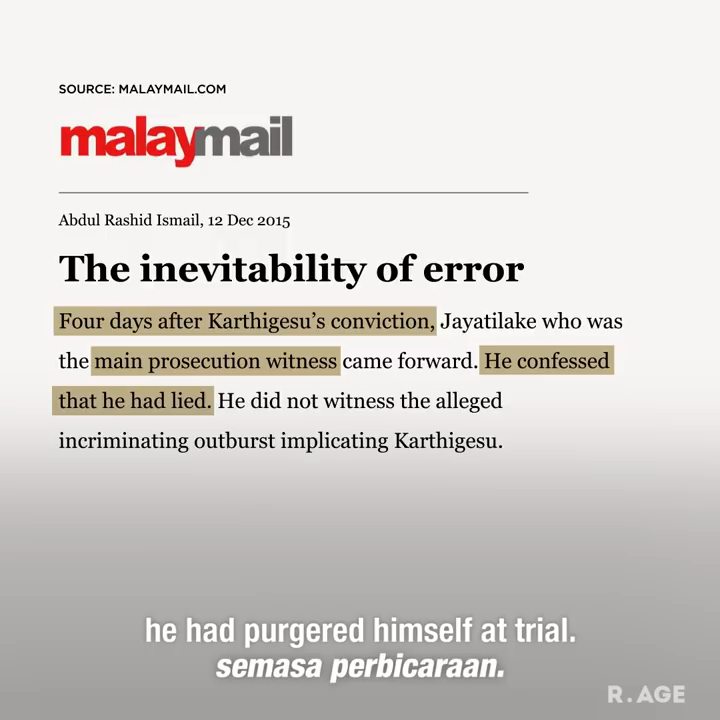 SOURCE: MALAYMAIL.COM
malaymail
Abdul Rashid Ismail, 12 Dec 2015
The inevitability of error
Four days after Karthigesu’s conviction, Jayatilake who was
the main prosecution witness came forward. He confessed
that he had lied. He did not witness the alleged
incriminating outburst implicating Karthigesu.
he had purgered himself at trial.
semasa perbicaraan.
R.AGE